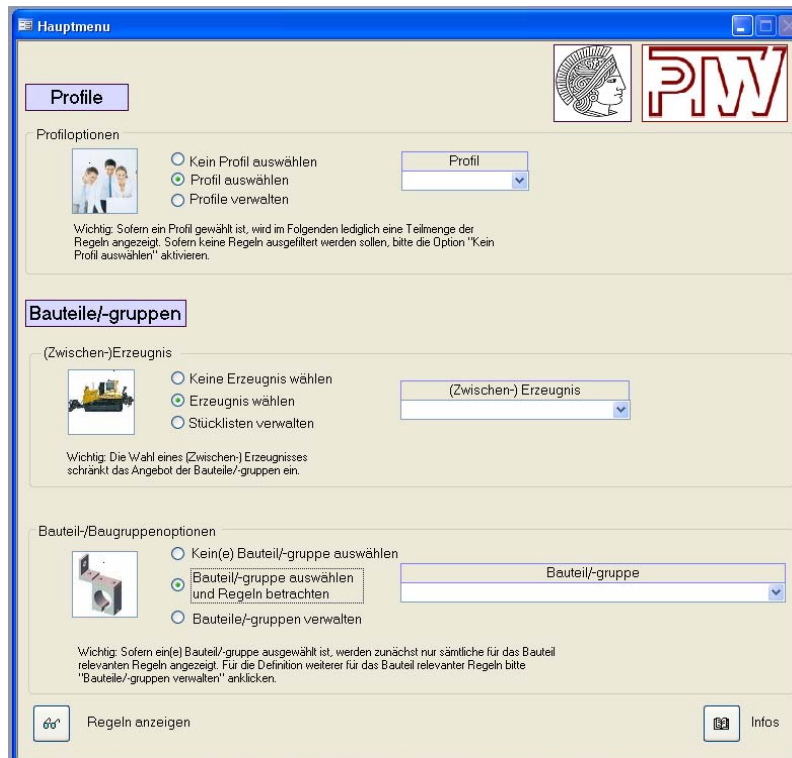 Hauptmenu
PTW
Profile
Profiloptionen
Kein Profil auswählen
Profil auswählen
Profile verwalten
Profil
Wichtig: Sofern ein Profil gewählt ist, wird im Folgenden lediglich eine Teilmenge der
Regeln angezeigt. Sofern keine Regeln ausgefiltert werden sollen, bitte die Option "Kein
Profil auswählen" aktivieren.
Bauteile/-gruppen
(Zwischen-)Erzeugnis
Keine Erzeugnis wählen
Erzeugnis wählen
Stücklisten verwalten
(Zwischen-) Erzeugnis
Wichtig: Die Wahl eines (Zwischen-) Erzeugnisses
schränkt das Angebot der Bauteile/-gruppen ein.
Bauteil-/Baugruppenoptionen
Kein(e) Bauteil/-gruppe auswählen
Bauteil/-gruppe auswählen
und Regeln betrachten
Bauteile/-gruppen verwalten
Bauteil/-gruppe
Wichtig: Sofern ein(e) Bauteil/-gruppe ausgewählt ist, werden zunächst nur sämtliche für das Bauteil
relevanten Regeln angezeigt. Für die Definition weiterer für das Bauteil relevanter Regeln bitte
"Bauteile/-gruppen verwalten" anklicken.
Regeln anzeigen
Infos